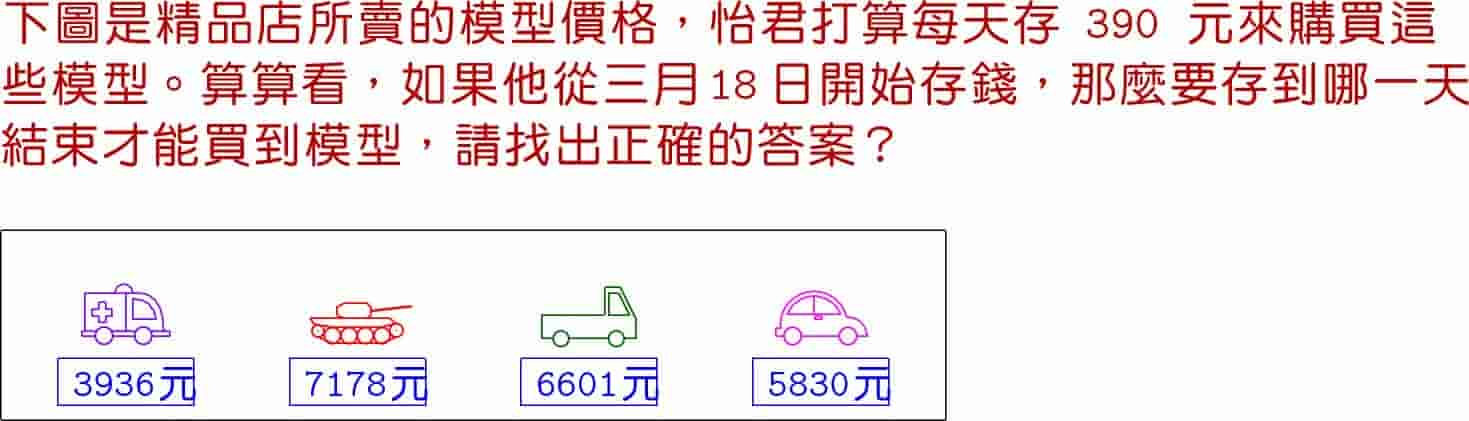 下圖是精品店所賣的模型價格，怡君打算每天存 390 元來購買這
些模型。算算看，如果他從三月18日開始存錢，那麼要存到哪一天
結束才能買到模型，請找出正確的答案？
3936元 7178元 6601元 5830元